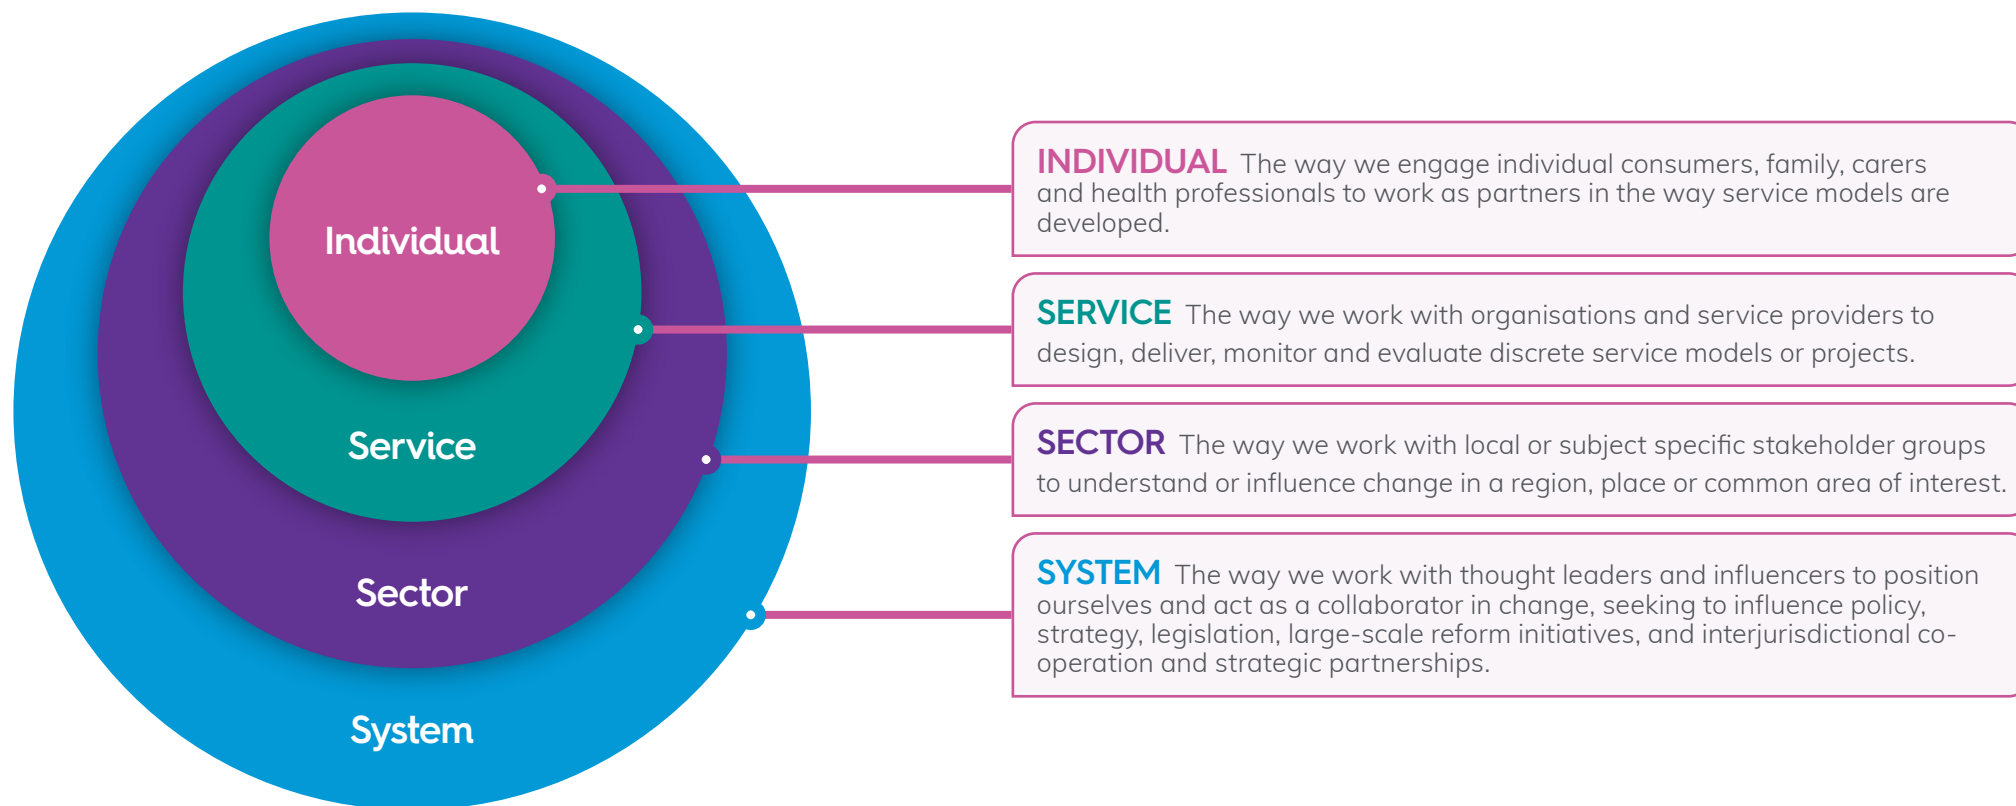 Individual
Service
Sector
System
INDIVIDUAL The way we engage individual consumers, family, carers
and health professionals to work as partners in the way service models are
developed.
SERVICE The way we work with organisations and service providers to
design, deliver, monitor and evaluate discrete service models or projects.
SECTOR The way we work with local or subject specific stakeholder groups
to understand or influence change in a region, place or common area of interest.
SYSTEM The way we work with thought leaders and influencers to position
ourselves and act as a collaborator in change, seeking to influence policy,
strategy, legislation, large-scale reform initiatives, and interjurisdictional co-
operation and strategic partnerships.